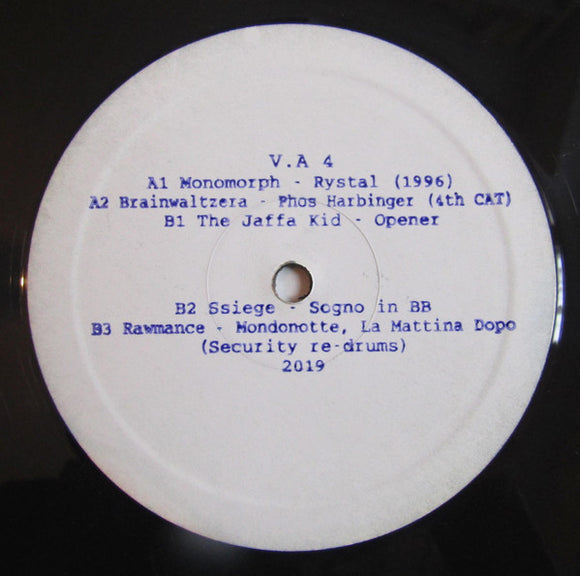 V.A 4
A1 Monomorph - Rystal (1996)
A2 Brainwaltzera - Phos Harbinger (4th CAT)
B1 The Jaffa Kid - Opener
B2 Ssiege - Sogno in BB
B3 Rawmance - Mondonotte, La Mattina Dopo
(Security re-drums)
2019